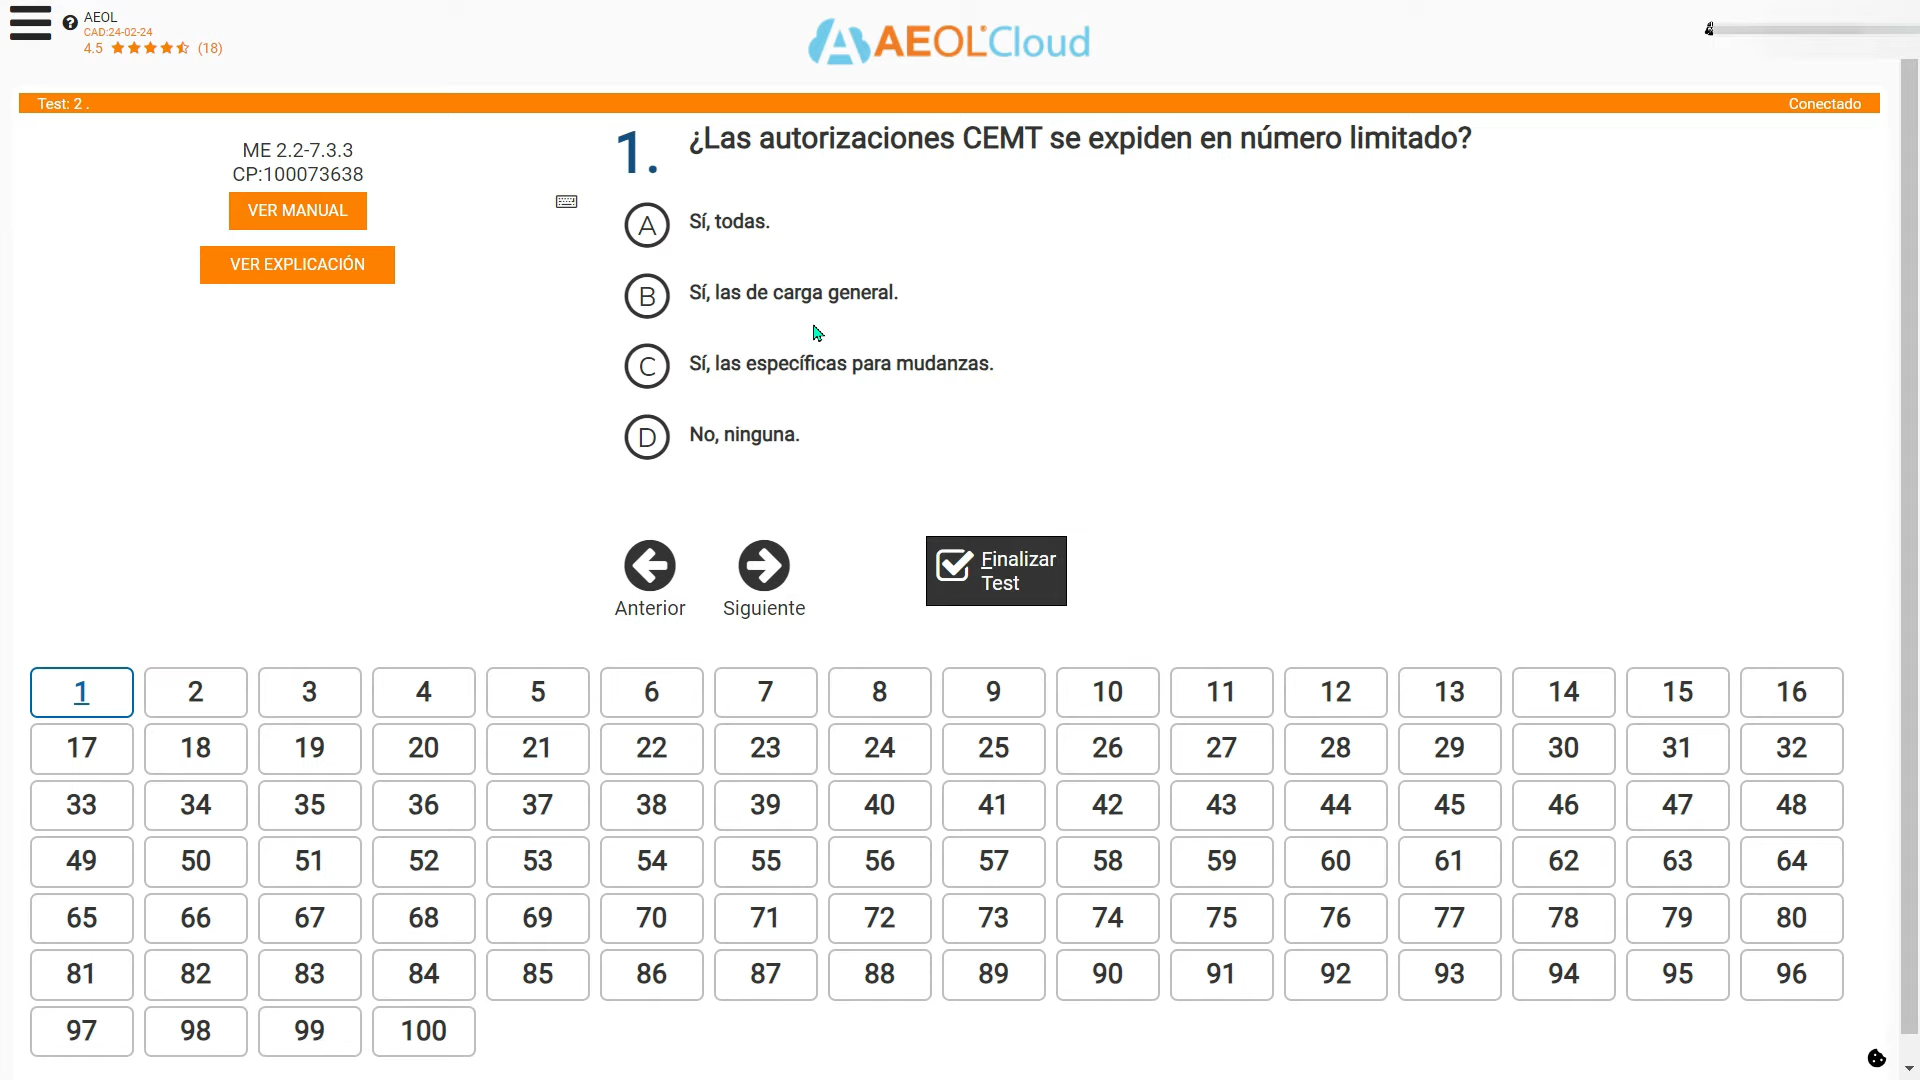 AEOL
CAD:24-02-24
4.5 (18)
AEOL Cloud
Test: 2 .
Conectado
ME 2.2-7.3.3
CP:100073638
VER MANUAL
VER EXPLICACIÓN
1. ¿Las autorizaciones CEMT se expiden en número limitado?
A Sí, todas.
B Sí, las de carga general.
C Sí, las específicas para mudanzas.
D No, ninguna.
Anterior
Siguiente
Finalizar
Test
1 2 3 4 5 6 7 8 9 10 11 12 13 14 15 16
17 18 19 20 21 22 23 24 25 26 27 28 29 30 31 32
33 34 35 36 37 38 39 40 41 42 43 44 45 46 47 48
49 50 51 52 53 54 55 56 57 58 59 60 61 62 63 64
65 66 67 68 69 70 71 72 73 74 75 76 77 78 79 80
81 82 83 84 85 86 87 88 89 90 91 92 93 94 95 96
97 98 99 100